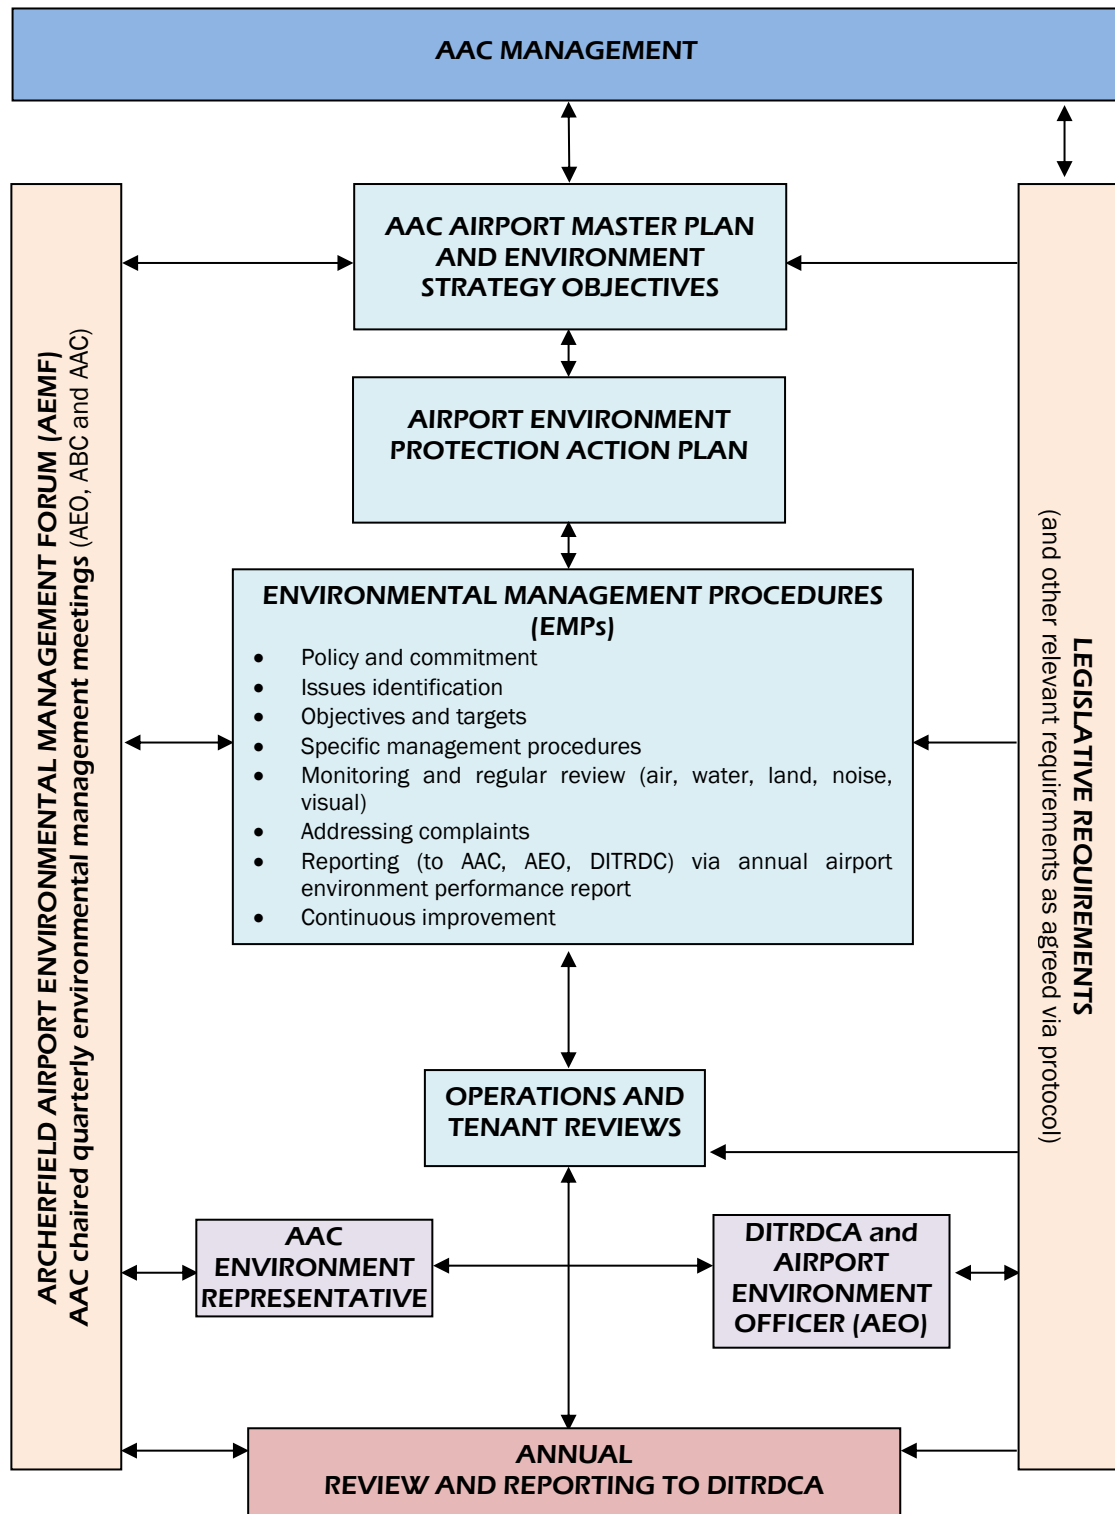 AAC MANAGEMENT
AAC AIRPORT MASTER PLAN
AND ENVIRONMENT
STRATEGY OBJECTIVES
AIRPORT ENVIRONMENT
PROTECTION ACTION PLAN
ARCHERFIELD AIRPORT ENVIRONMENTAL MANAGEMENT FORUM (AEMF)
AAC chaired quarterly environmental management meetings (AEO, ABC and AAC)
ENVIRONMENTAL MANAGEMENT PROCEDURES
(EMPs)
• Policy and commitment
• Issues identification
• Objectives and targets
• Specific management procedures
• Monitoring and regular review (air, water, land, noise,
visual)
• Addressing complaints
• Reporting (to AAC, AEO, DITRDC) via annual airport
environment performance report
• Continuous improvement
LEGISLATIVE REQUIREMENTS
(and other relevant requirements as agreed via protocol)
OPERATIONS AND
TENANT REVIEWS
AAC
ENVIRONMENT
REPRESENTATIVE
DITRDCA and
AIRPORT
ENVIRONMENT
OFFICER (AEO)
ANNUAL
REVIEW AND REPORTING TO DITRDCA